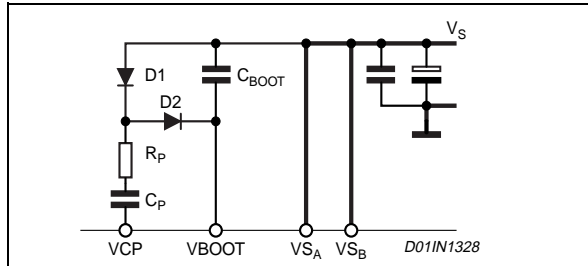 V_S
D1
C_BOOT
D2
R_P
C_P
VCP VBOOT VS_A VS_B D01IN1328